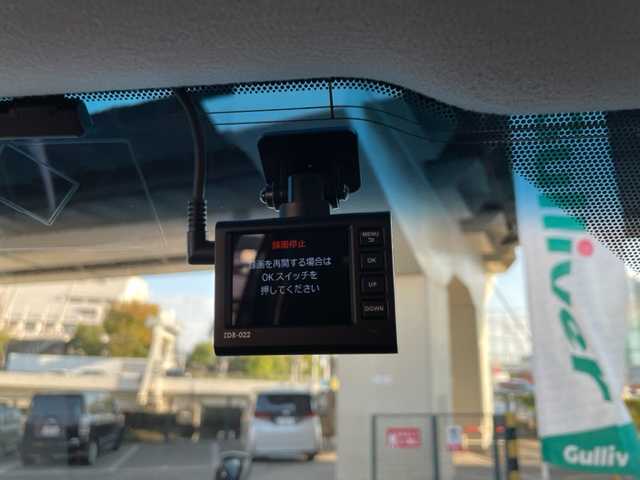 録画停止
録画を再開する場合は
OKスイッチを
押してください
MENU
OK
UP
DOWN
IDR-022
Gulliver
Gulliv